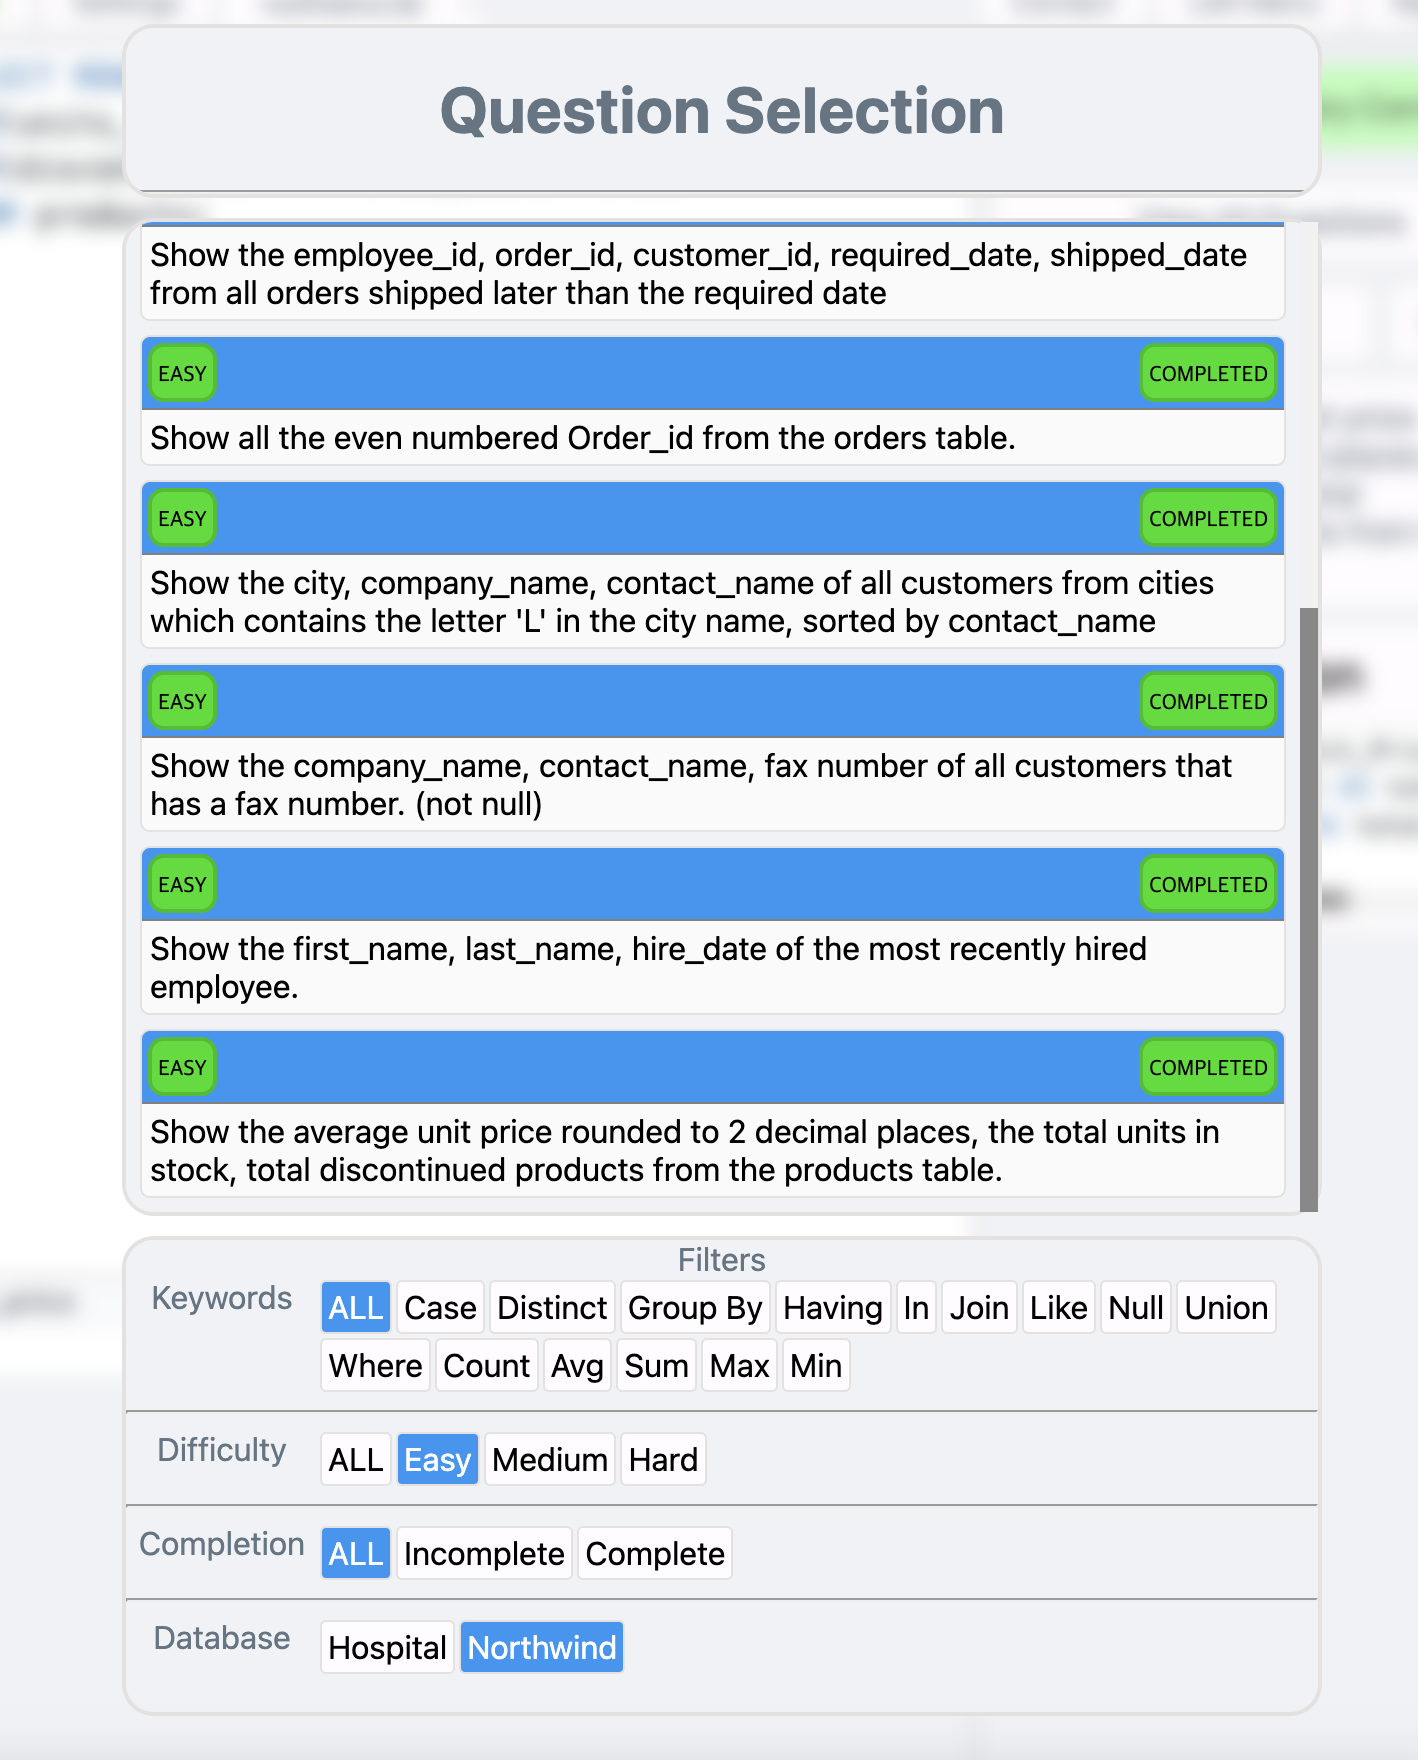 Question Selection
Show the employee_id, order_id, customer_id, required_date, shipped_date
from all orders shipped later than the required date
EASY COMPLETED
Show all the even numbered Order_id from the orders table.
EASY COMPLETED
Show the city, company_name, contact_name of all customers from cities
which contains the letter 'L' in the city name, sorted by contact_name
EASY COMPLETED
Show the company_name, contact_name, fax number of all customers that
has a fax number. (not null)
EASY COMPLETED
Show the first_name, last_name, hire_date of the most recently hired
employee.
EASY COMPLETED
Show the average unit price rounded to 2 decimal places, the total units in
stock, total discontinued products from the products table.
Filters
Keywords ALL Case Distinct Group By Having In Join Like Null Union
Where Count Avg Sum Max Min
Difficulty ALL Easy Medium Hard
Completion ALL Incomplete Complete
Database Hospital Northwind